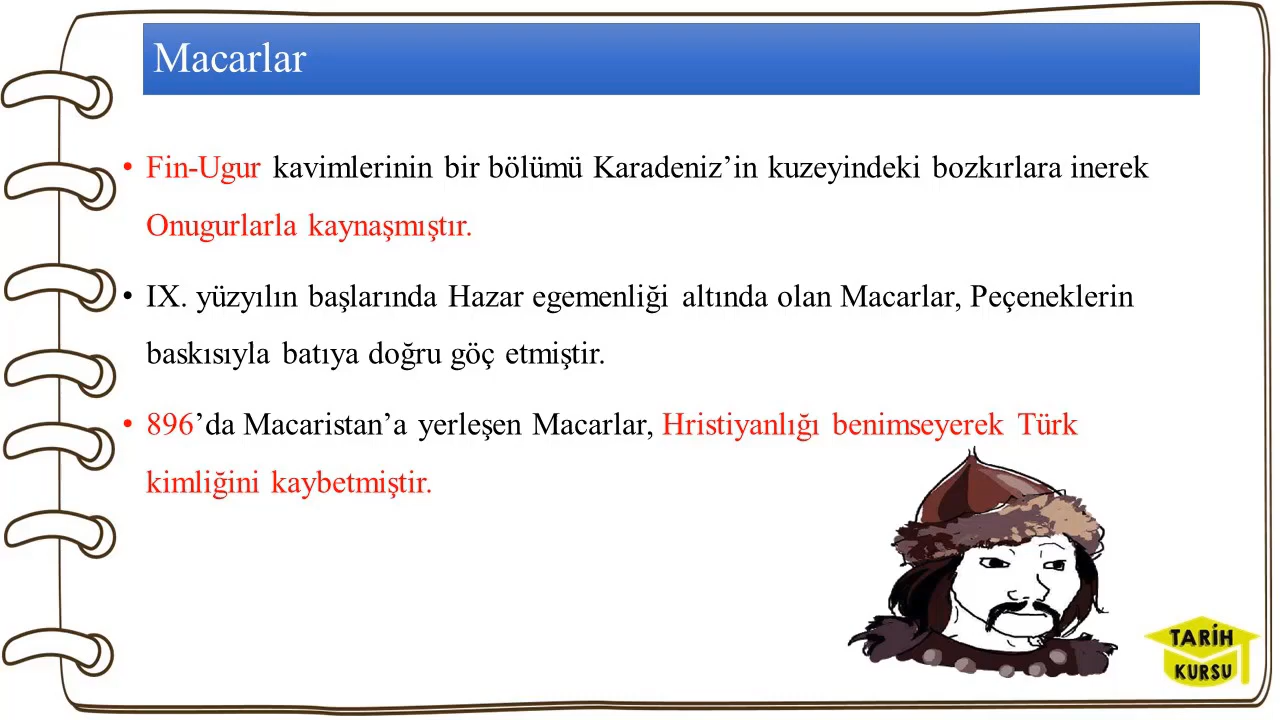 Macarlar
• Fin-Ugur kavimlerinin bir bölümü Karadeniz’in kuzeyindeki bozkırlara inerek
Onugurlarla kaynaşmıştır.
• IX. yüzyılın başlarında Hazar egemenliği altında olan Macarlar, Peçeneklerin
baskısıyla batıya doğru göç etmiştir.
• 896’da Macaristan’a yerleşen Macarlar, Hristiyanlığı benimseyerek Türk
kimliğini kaybetmiştir.
TARİH
KURSU